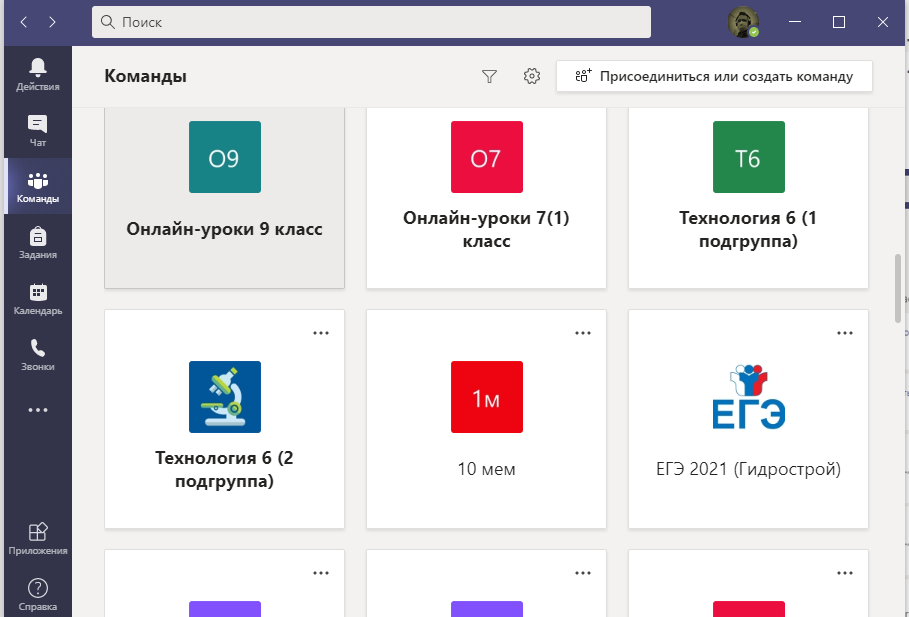 Поиск
Действия
Чат
Команды
Задания
Календарь
Звонки
Приложения
Справка
Команды
Присоединиться или создать команду
О9
Онлайн-уроки 9 класс
О7
Онлайн-уроки 7(1)
класс
Т6
Технология 6 (1
подгруппа)
Технология 6 (2
подгруппа)
1м
10 мем
ЕГЭ
ЕГЭ 2021 (Гидрострой)